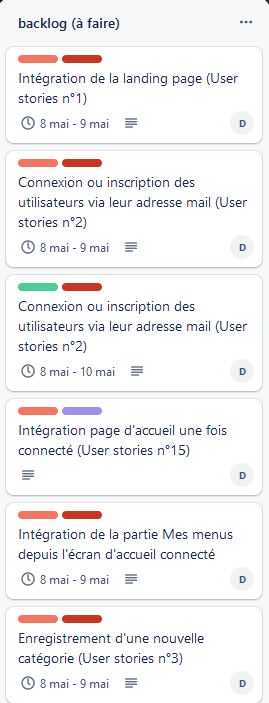 backlog (à faire)
Intégration de la landing page (User
stories n°1)
8 mai - 9 mai
D
Connexion ou inscription des
utilisateurs via leur adresse mail (User
stories n°2)
8 mai - 9 mai
D
Connexion ou inscription des
utilisateurs via leur adresse mail (User
stories n°2)
8 mai - 10 mai
D
Intégration page d'accueil une fois
connecté (User stories n°15)
D
Intégration de la partie Mes menus
depuis l'écran d'accueil connecté
8 mai - 9 mai
D
Enregistrement d'une nouvelle
catégorie (User stories n°3)
8 mai - 9 mai
D